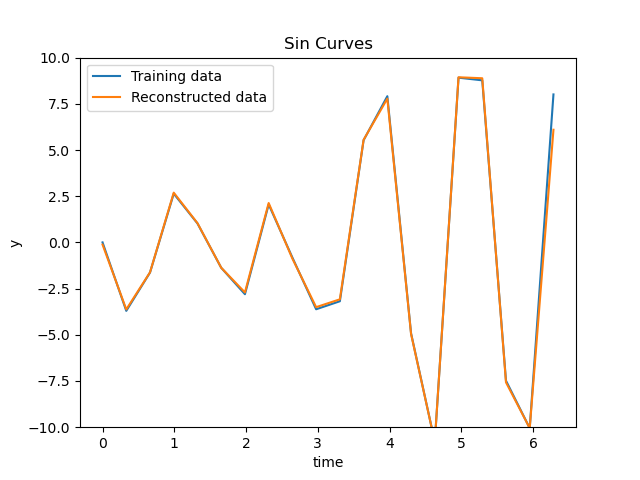 Sin Curves
Training data
Reconstructed data
10.0
7.5
5.0
2.5
0.0
−2.5
−5.0
−7.5
−10.0
y
0 1 2 3 4 5 6
time